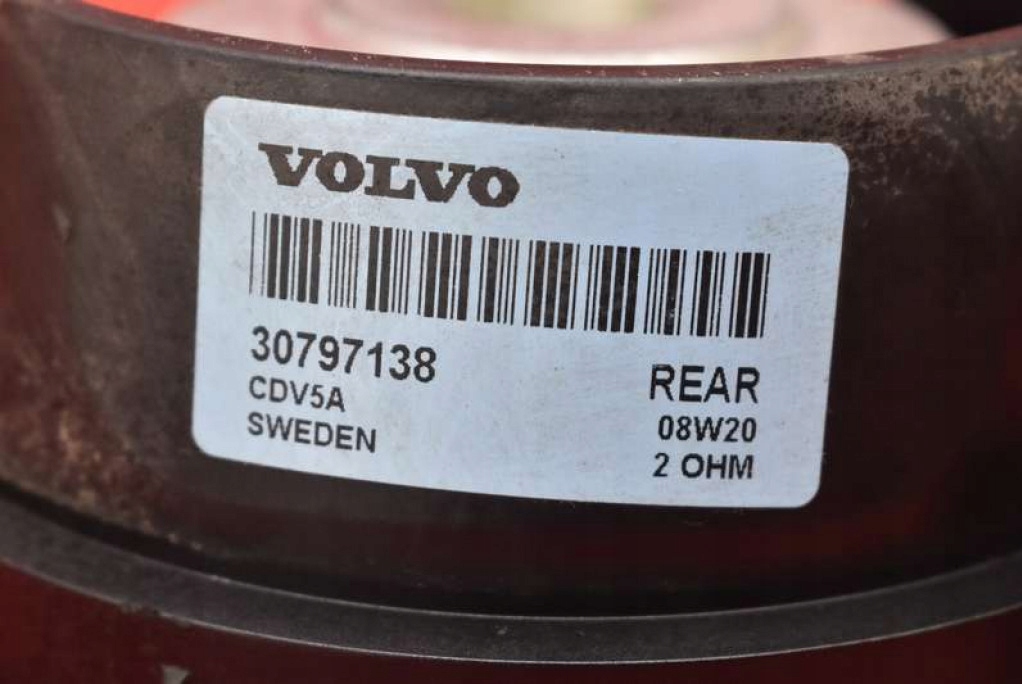 VOLVO
30797138
CDV5A
SWEDEN
REAR
08W20
2 OHM